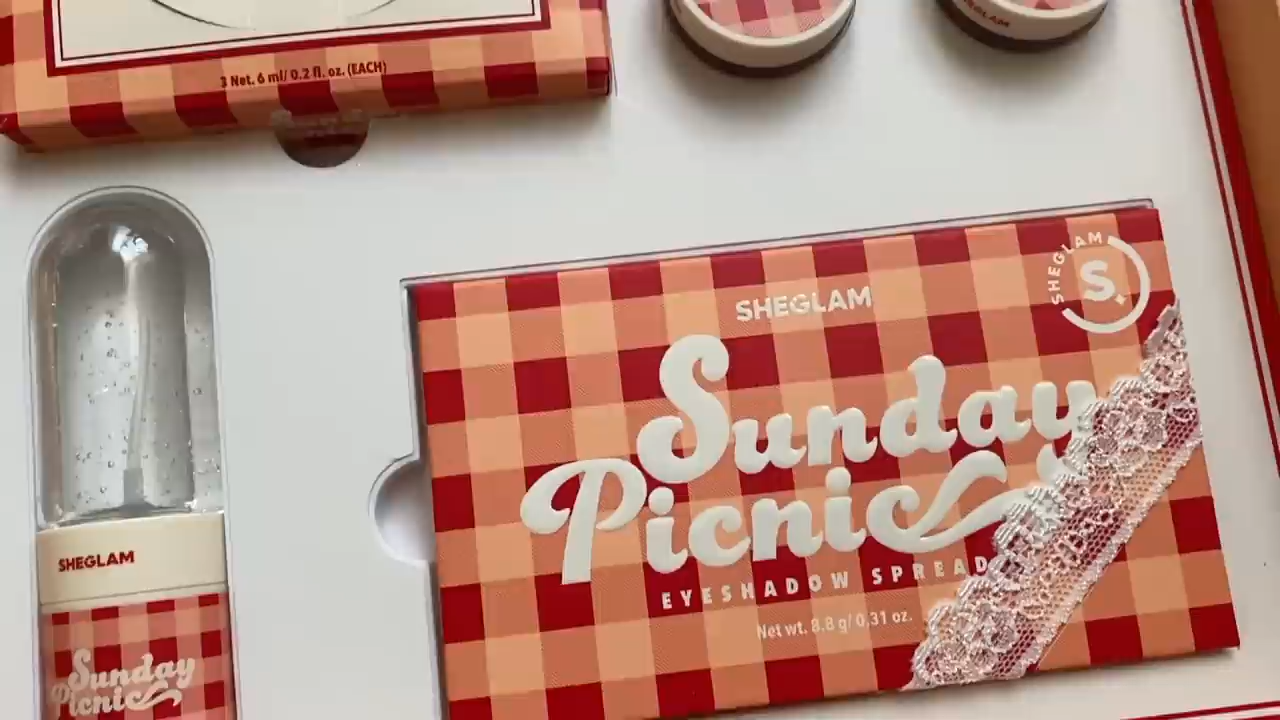 3 Net. 6 ml/ 0.2 fl. oz. (EACH)
SHEGLAM
SHEGLAM
S.
SHEGLAM
Sunday
Picnic
EYESHADOW SPREAD
Net wt. 8.8 g/ 0.31 oz.
SHEGLAM
Sunday
Picnic